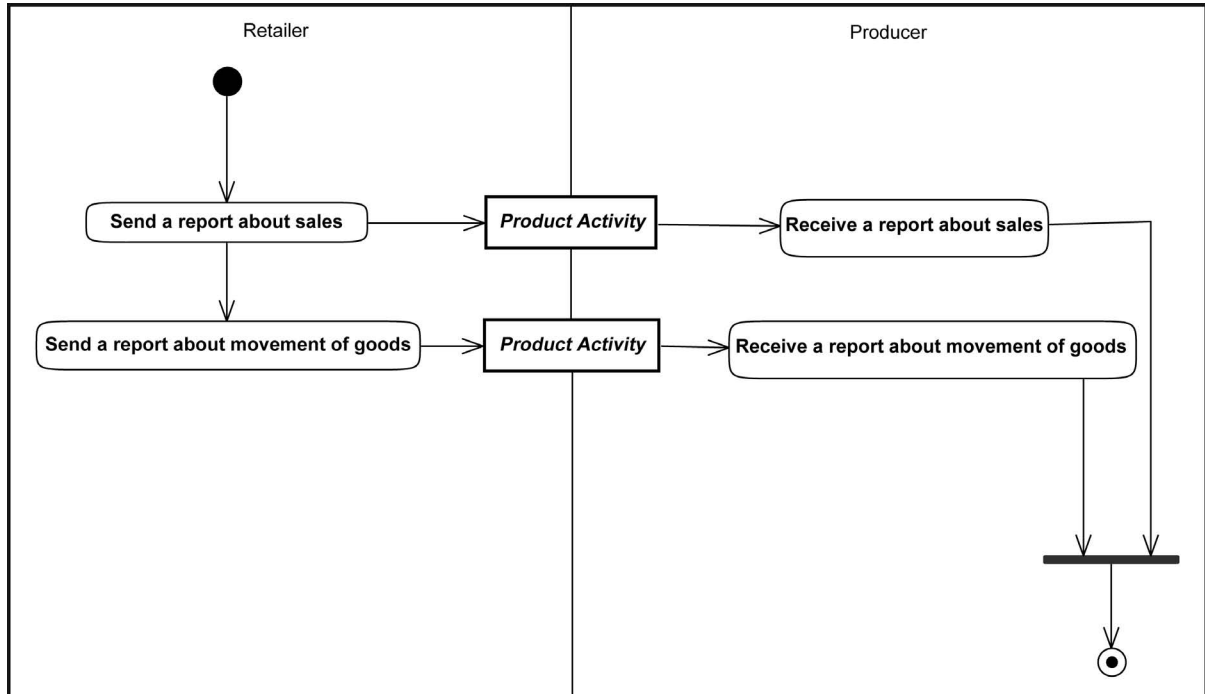 Retailer
Producer
Send a report about sales
Product Activity
Receive a report about sales
Send a report about movement of goods
Product Activity
Receive a report about movement of goods